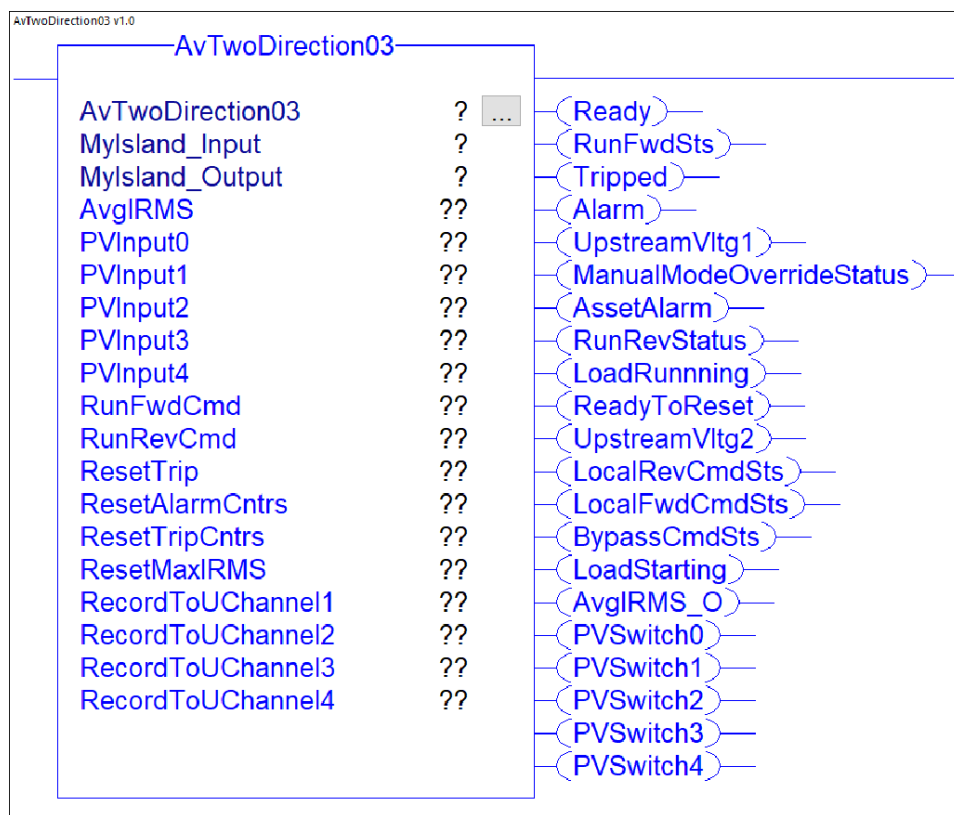 AvTwoDirection03 v1.0
AvTwoDirection03
AvTwoDirection03 ? ... Ready
MyIsland_Input ? RunFwdSts
MyIsland_Output ? Tripped
AvgIRMS ?? Alarm
PVInput0 ?? UpstreamVltg1
PVInput1 ?? ManualModeOverrideStatus
PVInput2 ?? AssetAlarm
PVInput3 ?? RunRevStatus
PVInput4 ?? LoadRunnning
RunFwdCmd ?? ReadyToReset
RunRevCmd ?? UpstreamVltg2
ResetTrip ?? LocalRevCmdSts
ResetAlarmCntrs ?? LocalFwdCmdSts
ResetTripCntrs ?? BypassCmdSts
ResetMaxIRMS ?? LoadStarting
RecordToUChannel1 ?? AvgIRMS_O
RecordToUChannel2 ?? PVSwitch0
RecordToUChannel3 ?? PVSwitch1
RecordToUChannel4 ?? PVSwitch2
PVSwitch3
PVSwitch4